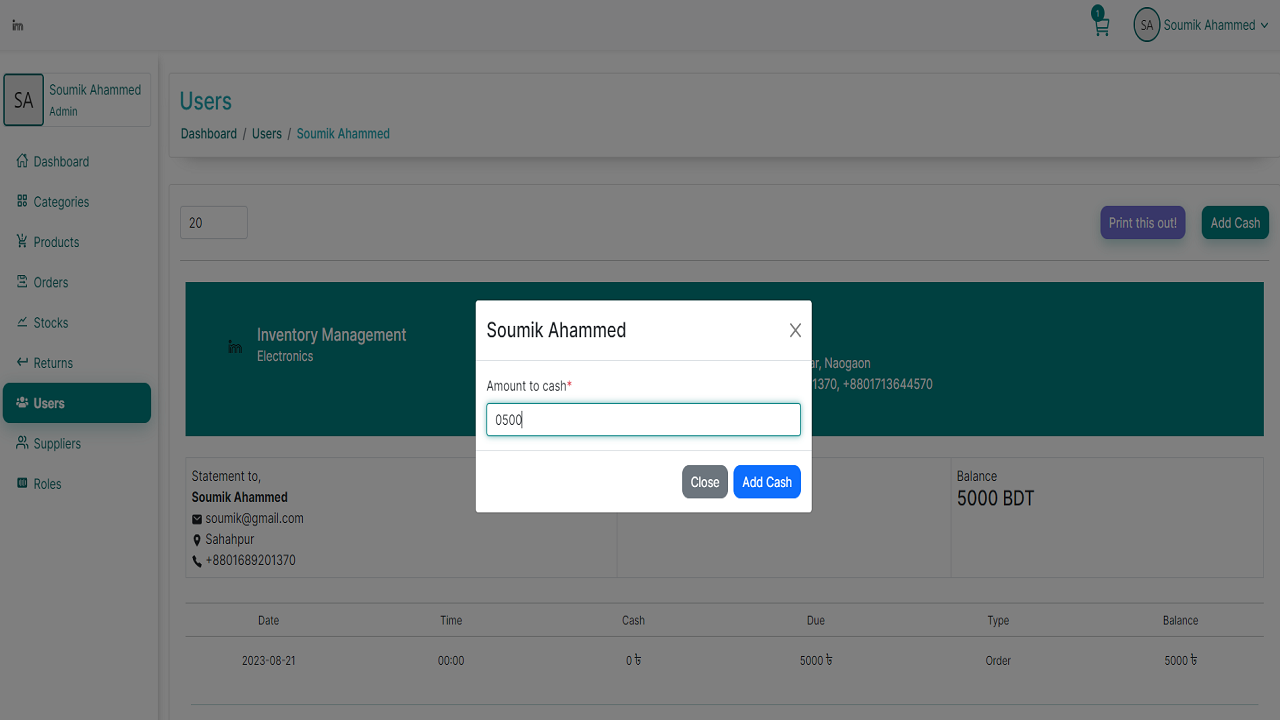 im
1
SA Soumik Ahammed
SA
Soumik Ahammed
Admin
Dashboard
Categories
Products
Orders
Stocks
Returns
Users
Suppliers
Roles
Users
Dashboard / Users / Soumik Ahammed
20
Print this out!
Add Cash
im
Inventory Management
Electronics
Naogaon
1370, +8801713644570
Soumik Ahammed
X
Amount to cash*
0500
Close
Add Cash
Statement to,
Soumik Ahammed
soumik@gmail.com
Sahahpur
+8801689201370
Balance
5000 BDT
Date Time Cash Due Type Balance
2023-08-21 00:00 0 ৳ 5000 ৳ Order 5000 ৳